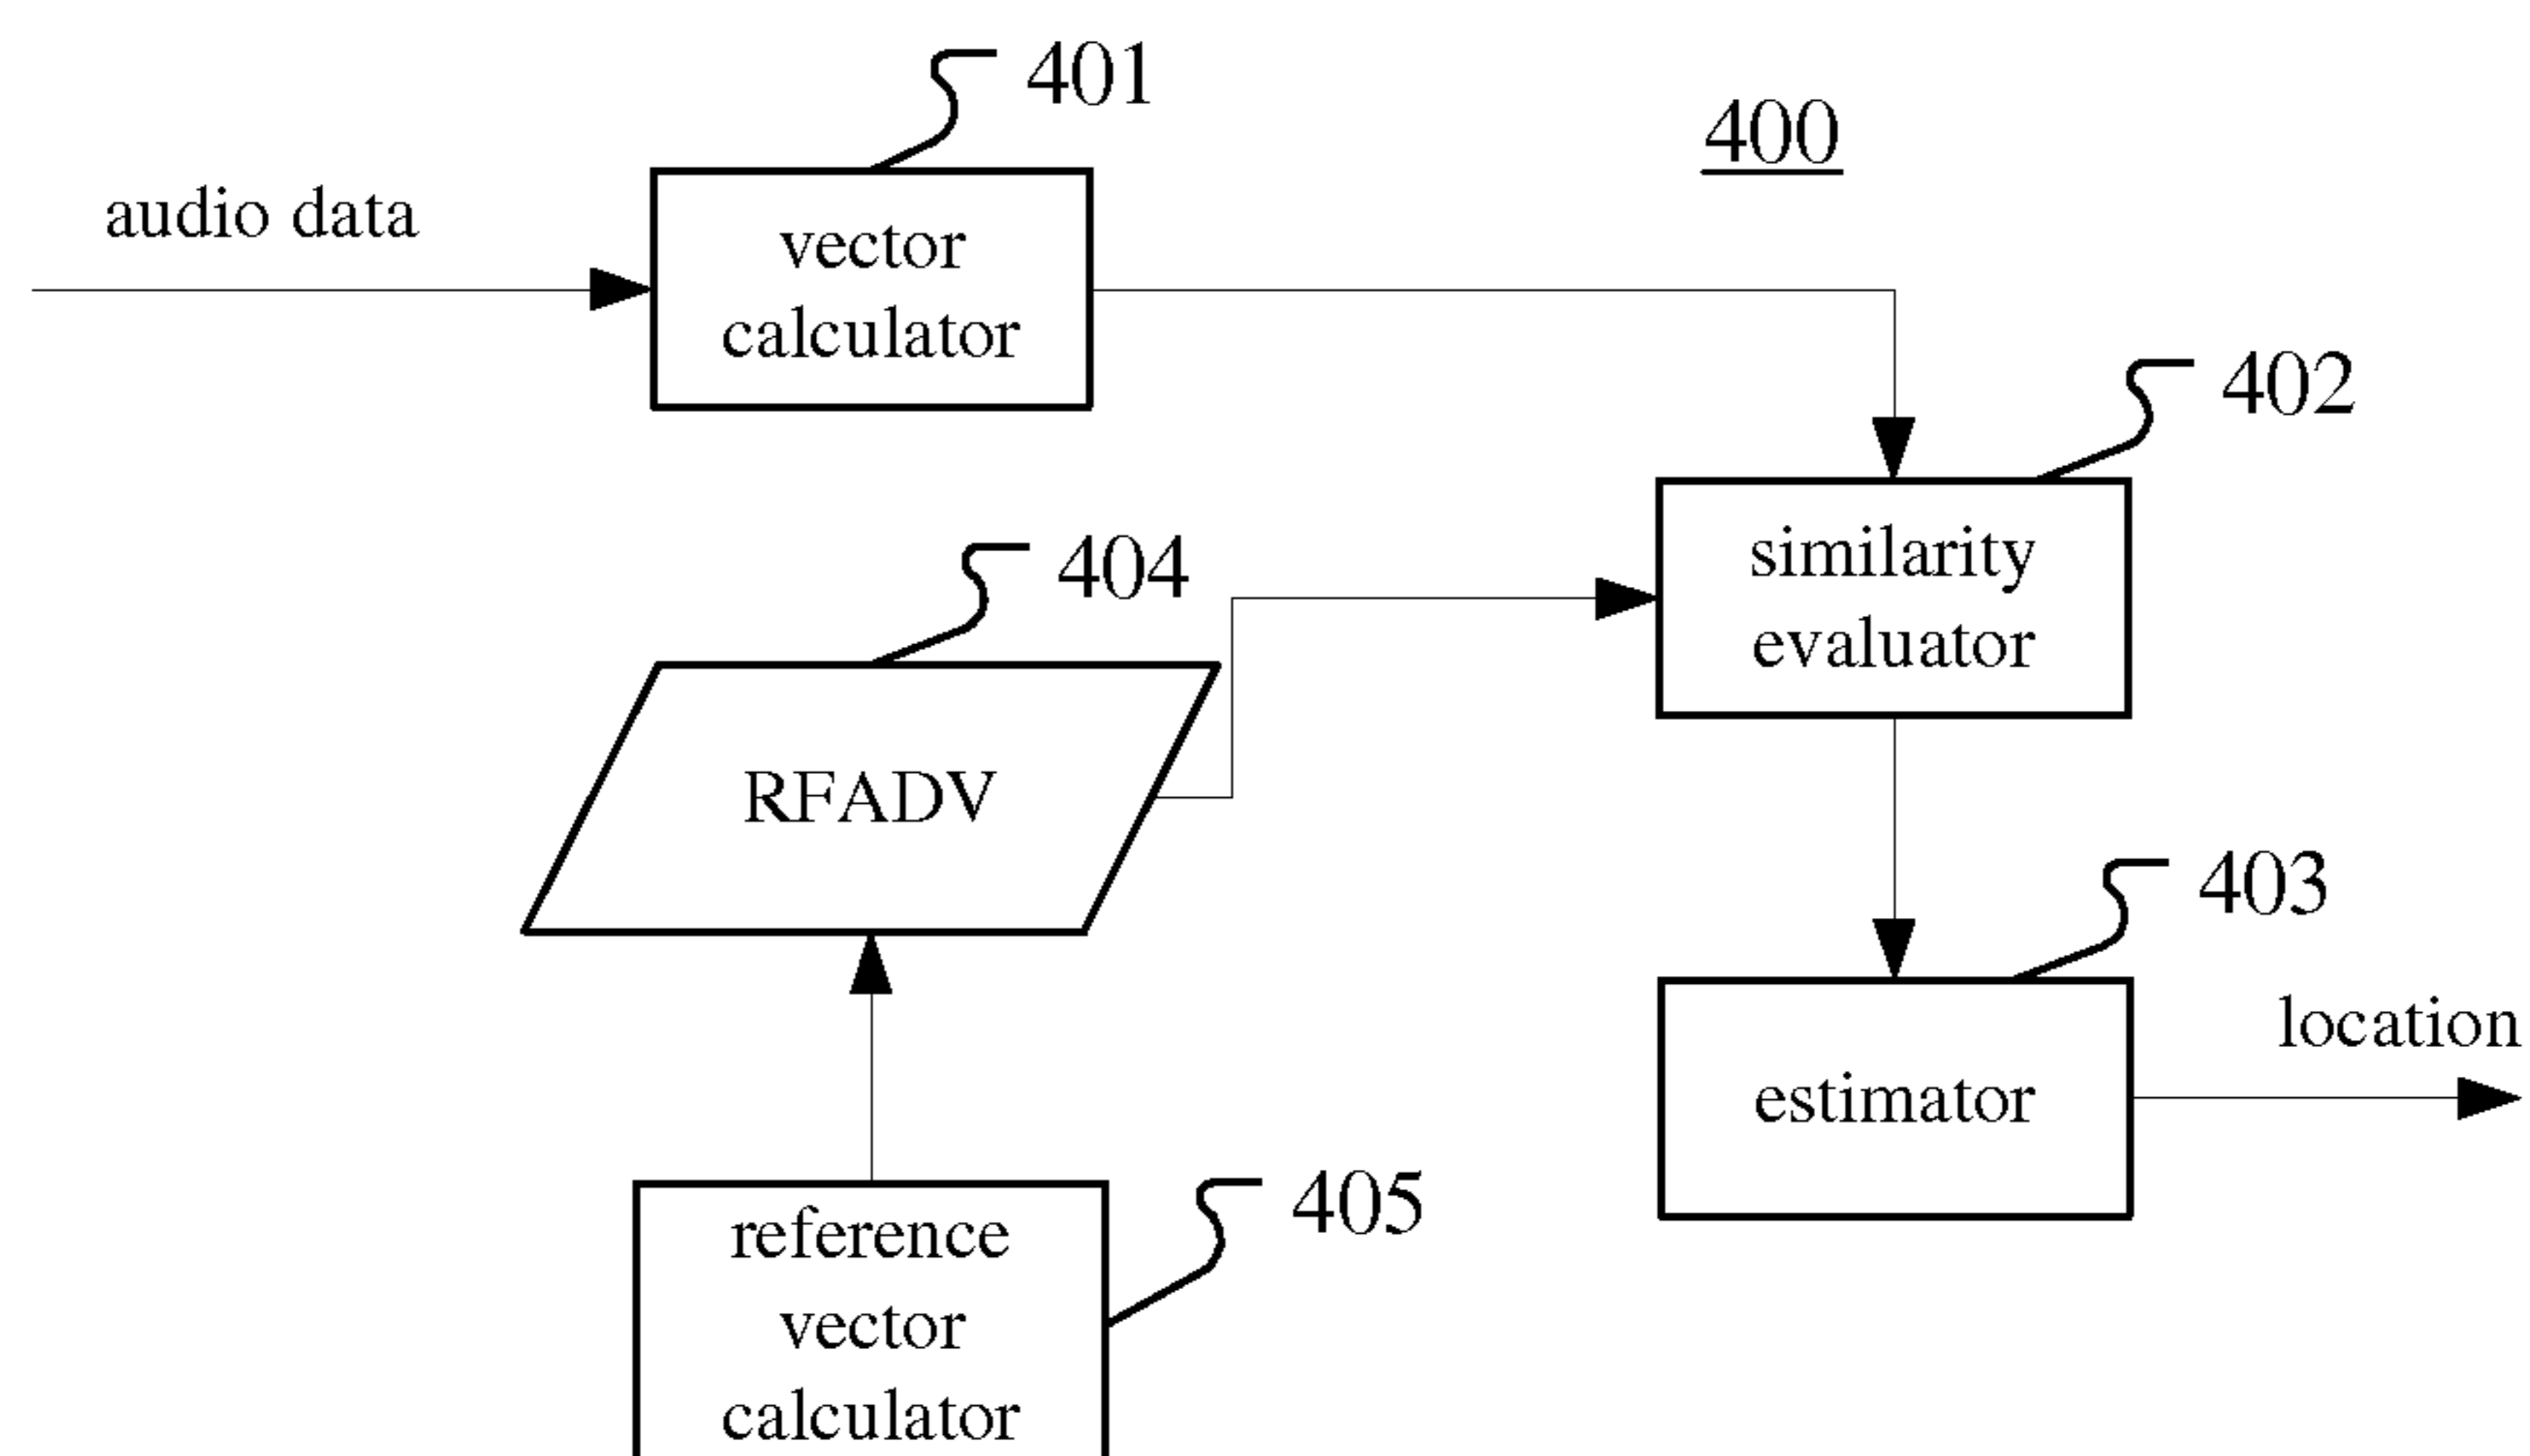 401
400
audio data
vector
calculator
402
similarity
evaluator
404
RFADV
403
location
estimator
405
reference
vector
calculator